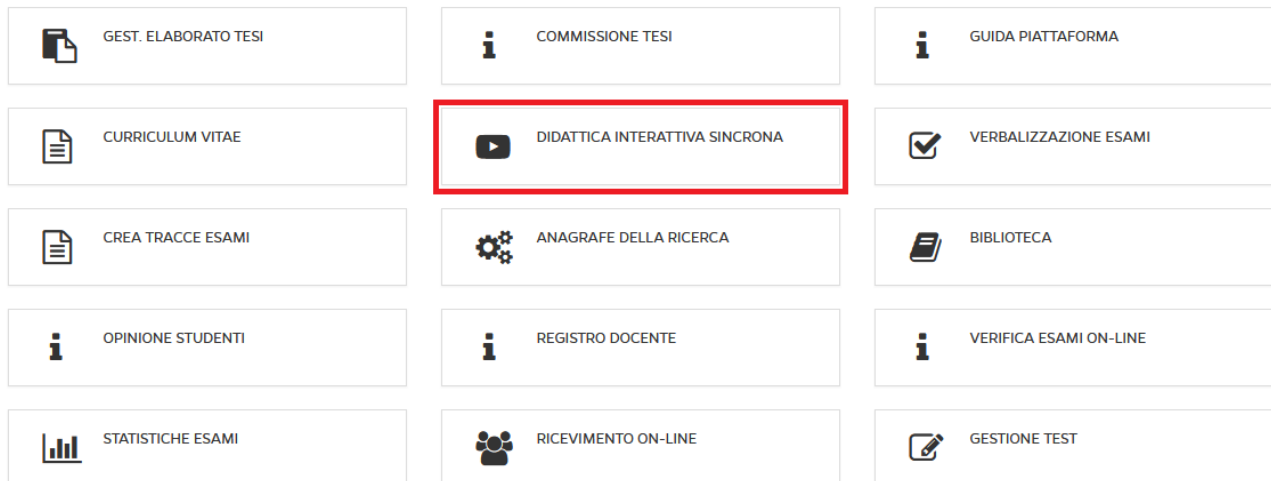 GEST. ELABORATO TESI
COMMISSIONE TESI
GUIDA PIATTAFORMA
CURRICULUM VITAE
DIDATTICA INTERATTIVA SINCRONA
VERBALIZZAZIONE ESAMI
CREA TRACCE ESAMI
ANAGRAFE DELLA RICERCA
BIBLIOTECA
OPINIONE STUDENTI
REGISTRO DOCENTE
VERIFICA ESAMI ON-LINE
STATISTICHE ESAMI
RICEVIMENTO ON-LINE
GESTIONE TEST